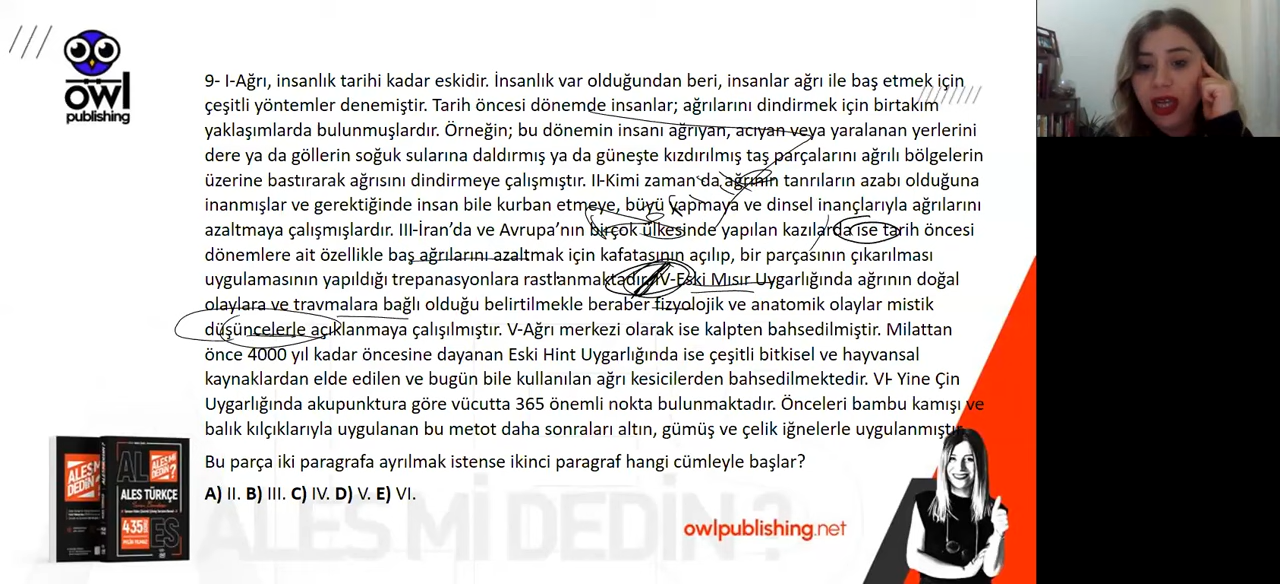 owl
publishing
9- I-Ağrı, insanlık tarihi kadar eskidir. İnsanlık var olduğundan beri, insanlar ağrı ile baş etmek için
çeşitli yöntemler denemiştir. Tarih öncesi dönemde insanlar; ağrılarını dindirmek için birtakım
yaklaşımlarda bulunmuşlardır. Örneğin; bu dönemin insanı ağrıyan, acıyan veya yaralanan yerlerini
dere ya da göllerin soğuk sularına daldırmış ya da güneşte kızdırılmış taş parçalarını ağrılı bölgelerin
üzerine bastırarak ağrısını dindirmeye çalışmıştır. II-Kimi zaman da ağrının tanrıların azabı olduğuna
inanmışlar ve gerektiğinde insan bile kurban etmeye, büyü yapmaya ve dinsel inançlarıyla ağrılarını
azaltmaya çalışmışlardır. III-İran’da ve Avrupa’nın birçok ülkesinde yapılan kazılarda ise tarih öncesi
dönemlere ait özellikle baş ağrılarını azaltmak için kafatasının açılıp, bir parçasının çıkarılması
uygulamasının yapıldığı trepanasyonlara rastlanmaktadır. IV-Eski Mısır Uygarlığında ağrının doğal
olaylara ve travmalara bağlı olduğu belirtilmekle beraber fizyolojik ve anatomik olaylar mistik
düşüncelerle açıklanmaya çalışılmıştır. V-Ağrı merkezi olarak ise kalpten bahsedilmiştir. Milattan
önce 4000 yıl kadar öncesine dayanan Eski Hint Uygarlığında ise çeşitli bitkisel ve hayvansal
kaynaklardan elde edilen ve bugün bile kullanılan ağrı kesicilerden bahsedilmektedir. VI- Yine Çin
Uygarlığında akupunktura göre vücutta 365 önemli nokta bulunmaktadır. Önceleri bambu kamışı ve
balık kılçıklarıyla uygulanan bu metot daha sonraları altın, gümüş ve çelik iğnelerle uygulanmıştır.
Bu parça iki paragrafa ayrılmak istense ikinci paragraf hangi cümleyle başlar?
A) II. B) III. C) IV. D) V. E) VI.
ALES TÜRKÇE
435
ALES Mİ DEDİN ?
owlpublishing.net